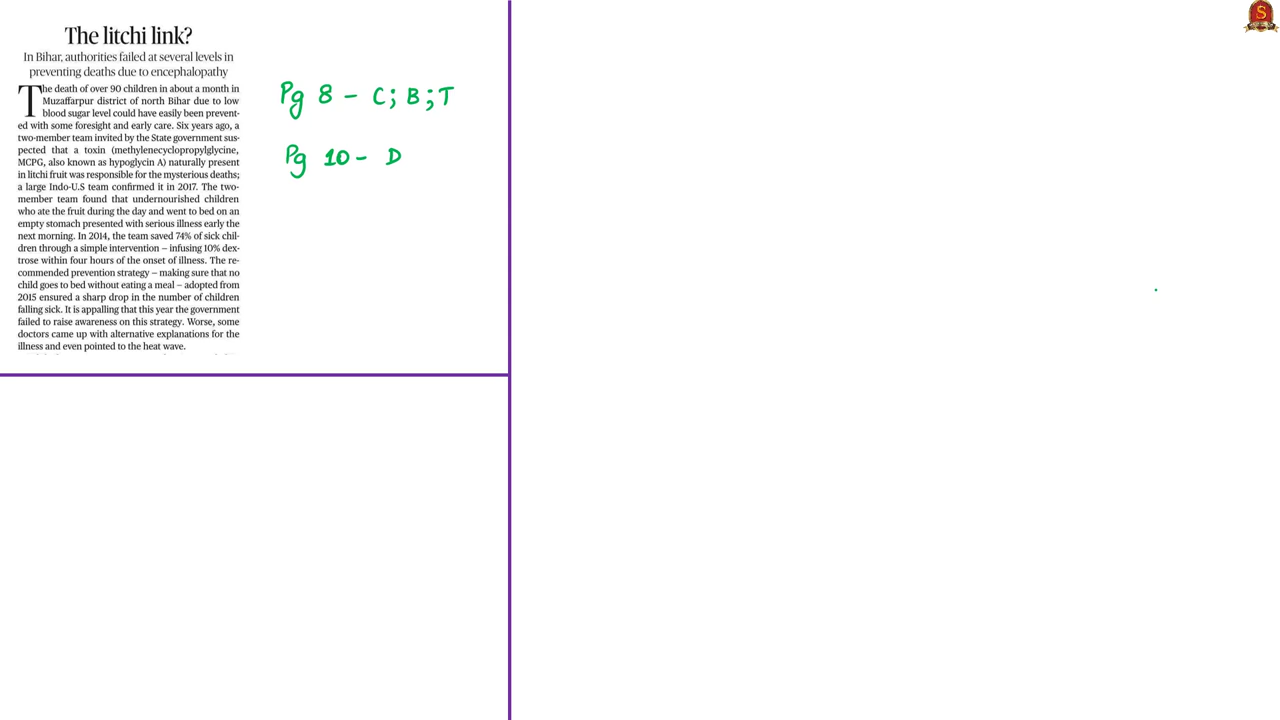 The litchi link?
In Bihar, authorities failed at several levels in
preventing deaths due to encephalopathy
The death of over 90 children in about a month in
Muzaffarpur district of north Bihar due to low
blood sugar level could have easily been prevent-
ed with some foresight and early care. Six years ago, a
two-member team invited by the State government sus-
pected that a toxin (methylenecyclopropylglycine,
MCPG, also known as hypoglycin A) naturally present
in litchi fruit was responsible for the mysterious deaths;
a large Indo-U.S team confirmed it in 2017. The two-
member team found that undernourished children
who ate the fruit during the day and went to bed on an
empty stomach presented with serious illness early the
next morning. In 2014, the team saved 74% of sick chil-
dren through a simple intervention – infusing 10% dex-
trose within four hours of the onset of illness. The re-
commended prevention strategy – making sure that no
child goes to bed without eating a meal – adopted from
2015 ensured a sharp drop in the number of children
falling sick. It is appalling that this year the government
failed to raise awareness on this strategy. Worse, some
doctors came up with alternative explanations for the
illness and even pointed to the heat wave.
Pg 8 - C; B; T
Pg 10 - D
S